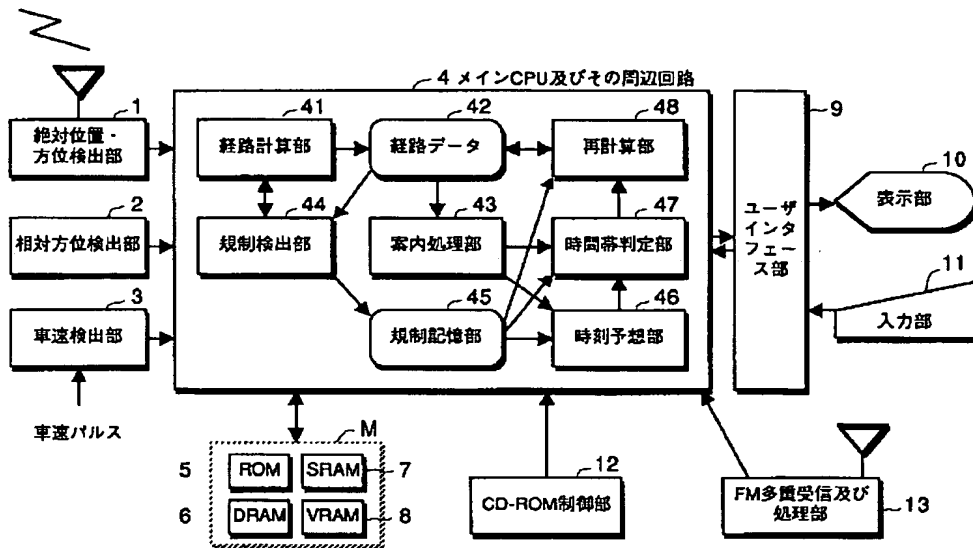 4 メインCPU及びその周辺回路
1
絶対位置・
方位検出部
2
相対方位検出部
3
車速検出部
車速パルス
41
経路計算部
42
経路データ
48
再計算部
44
規制検出部
43
案内処理部
47
時間帯判定部
45
規制記憶部
46
時刻予想部
9
ユーザ
インタ
フェー
ス部
10
表示部
11
入力部
M
5
ROM
SRAM
7
6
DRAM
VRAM
8
12
CD-ROM制御部
FM多重受信及び
処理部
13